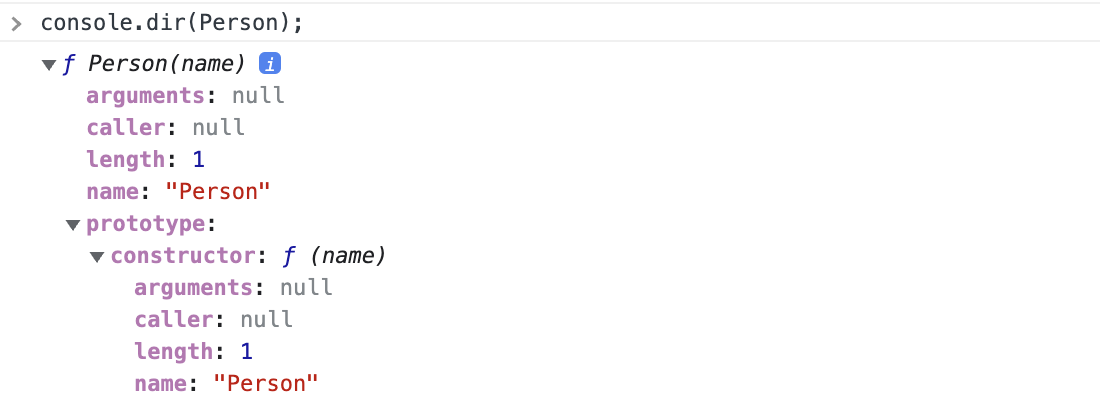 > console.dir(Person);
▼ƒ Person(name) i
arguments: null
caller: null
length: 1
name: "Person"
▼ prototype:
▼ constructor: ƒ (name)
arguments: null
caller: null
length: 1
name: "Person"